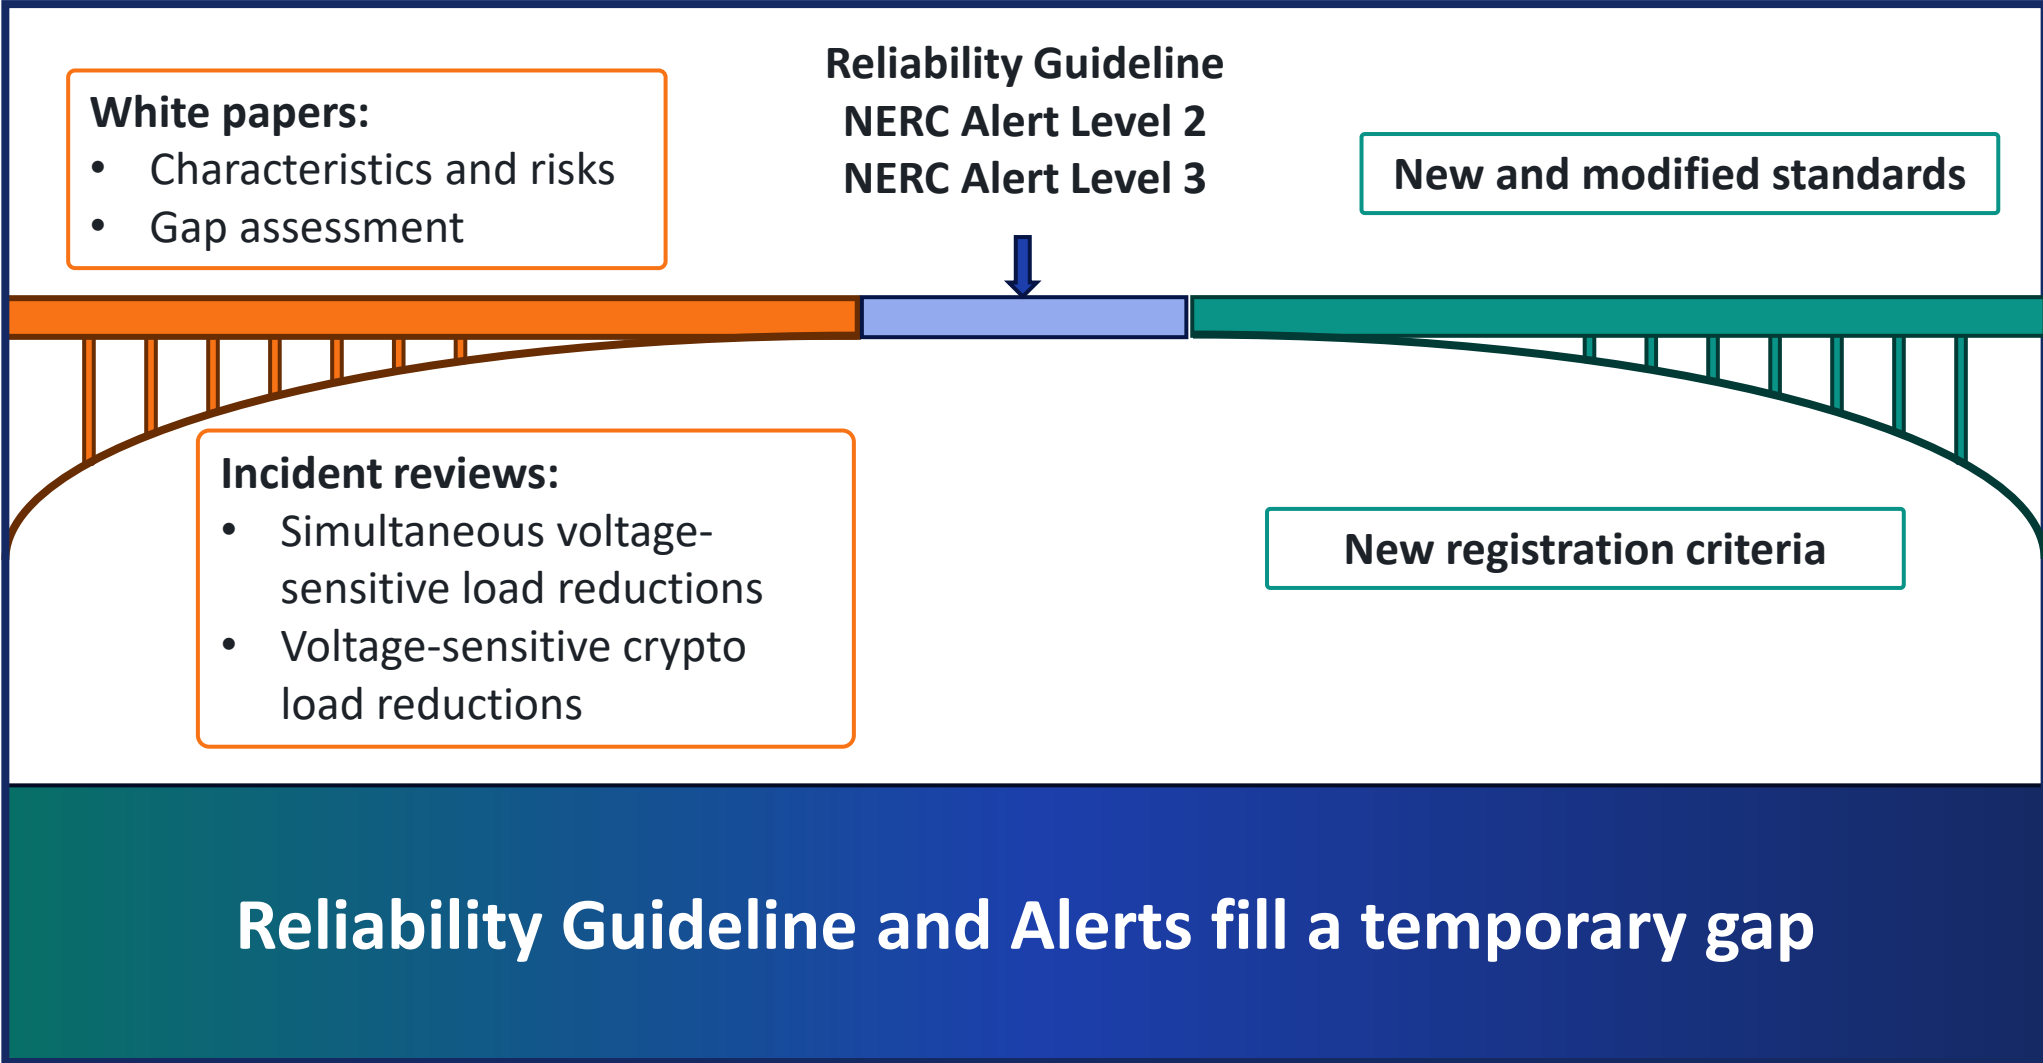 White papers:
• Characteristics and risks
• Gap assessment
Reliability Guideline
NERC Alert Level 2
NERC Alert Level 3
New and modified standards
Incident reviews:
• Simultaneous voltage-
sensitive load reductions
• Voltage-sensitive crypto
load reductions
New registration criteria
Reliability Guideline and Alerts fill a temporary gap